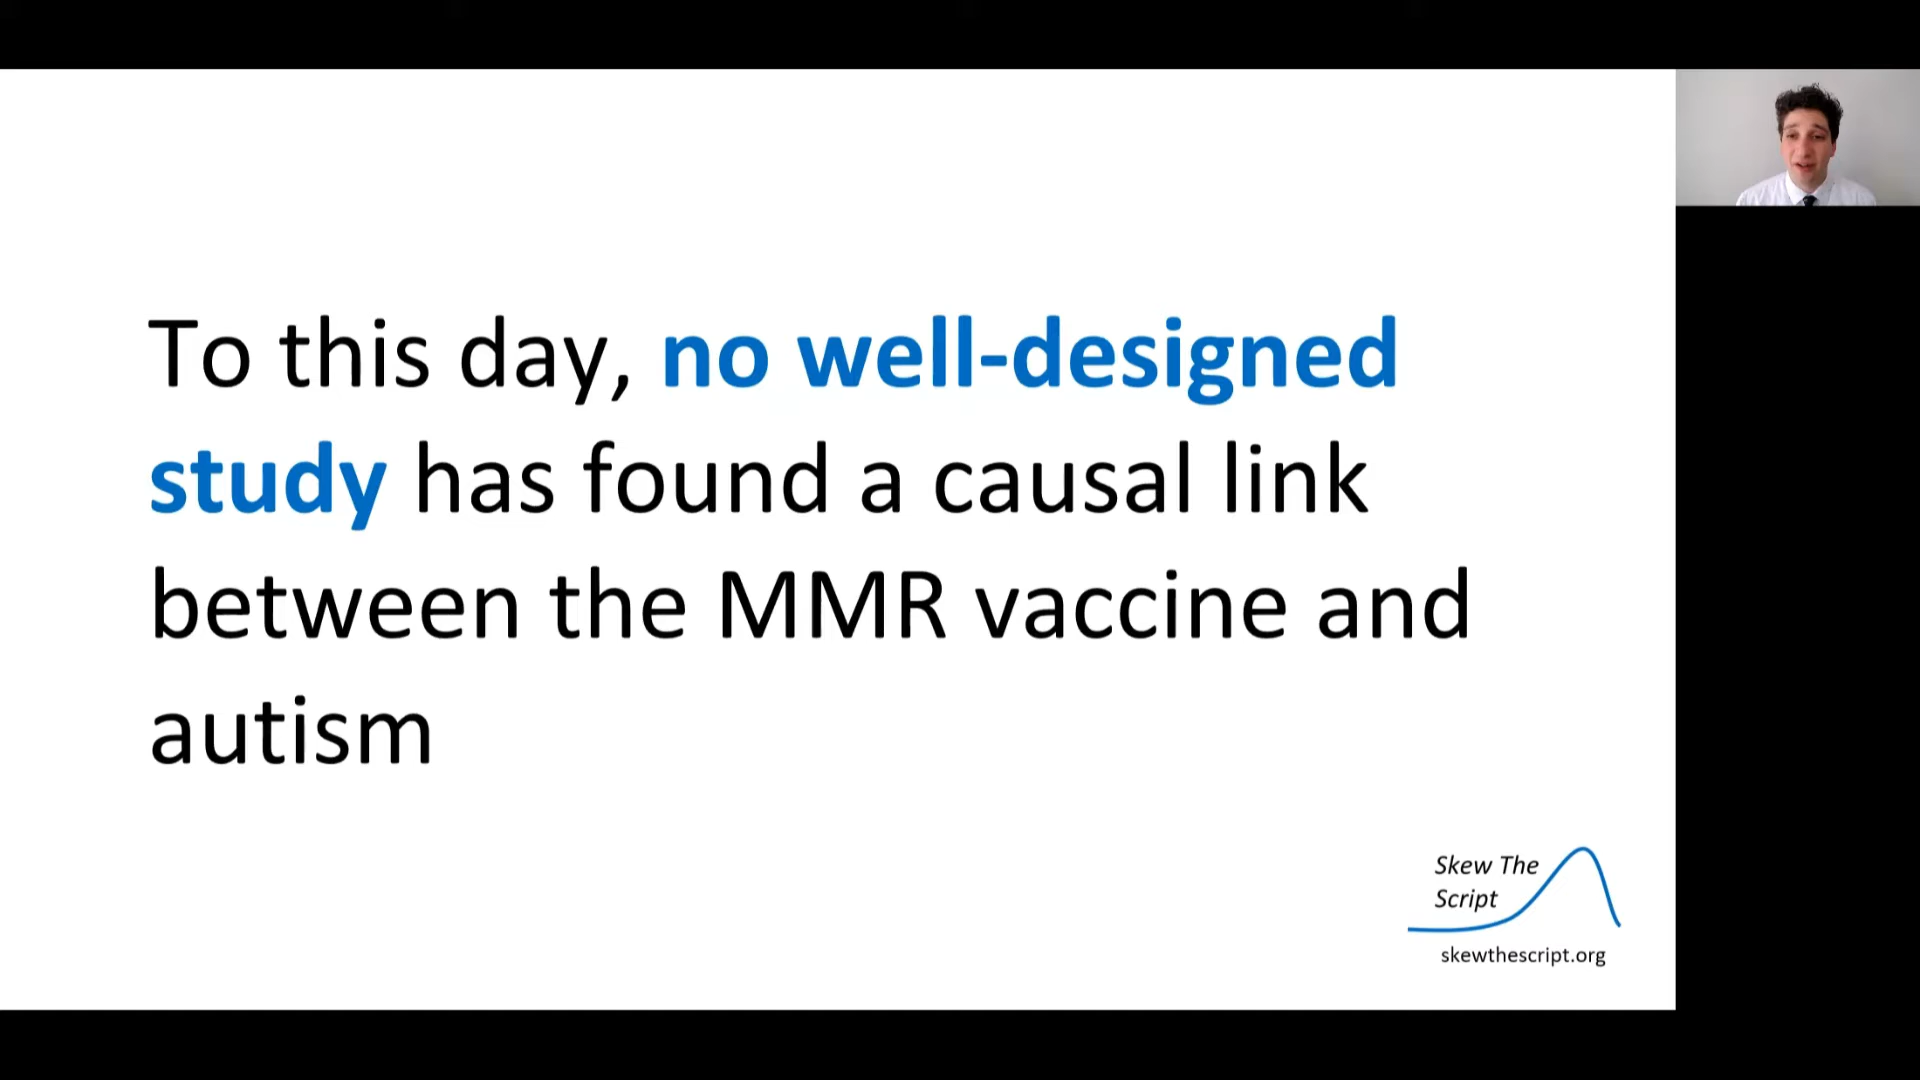 To this day, no well-designed
study has found a causal link
between the MMR vaccine and
autism
Skew The
Script
skewthescript.org